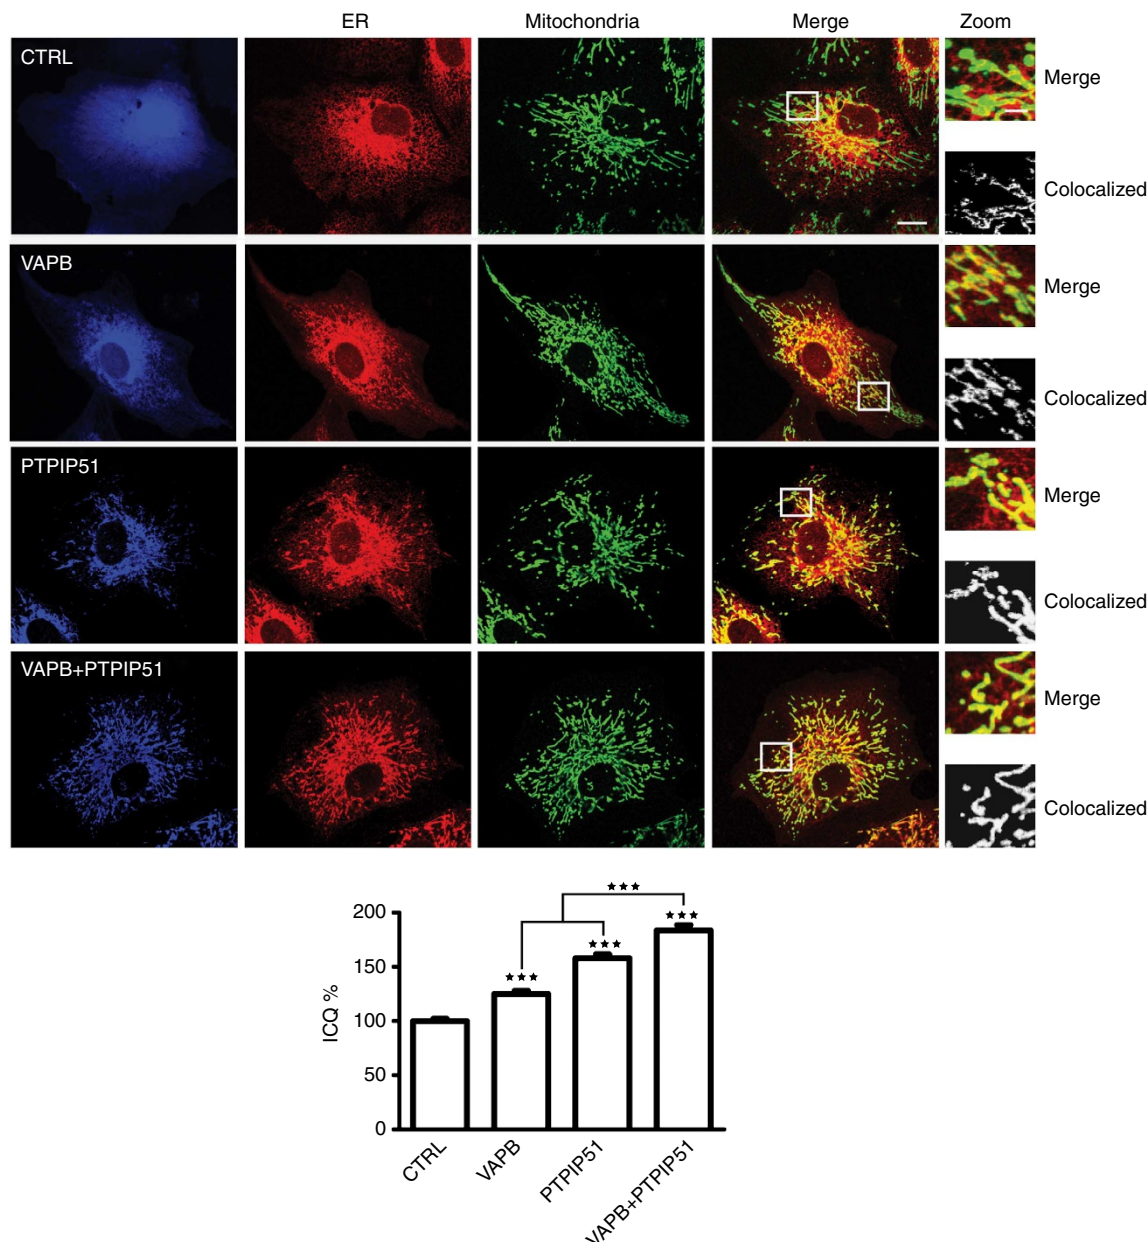 ER Mitochondria Merge Zoom
CTRL
Merge
Colocalized
VAPB
Merge
Colocalized
PTPIP51
Merge
Colocalized
VAPB+PTPIP51
Merge
Colocalized
★★★
200
★★★
★★★
150
★★★
ICQ %
100
50
0
CTRL
VAPB
PTPIP51
VAPB+PTPIP51